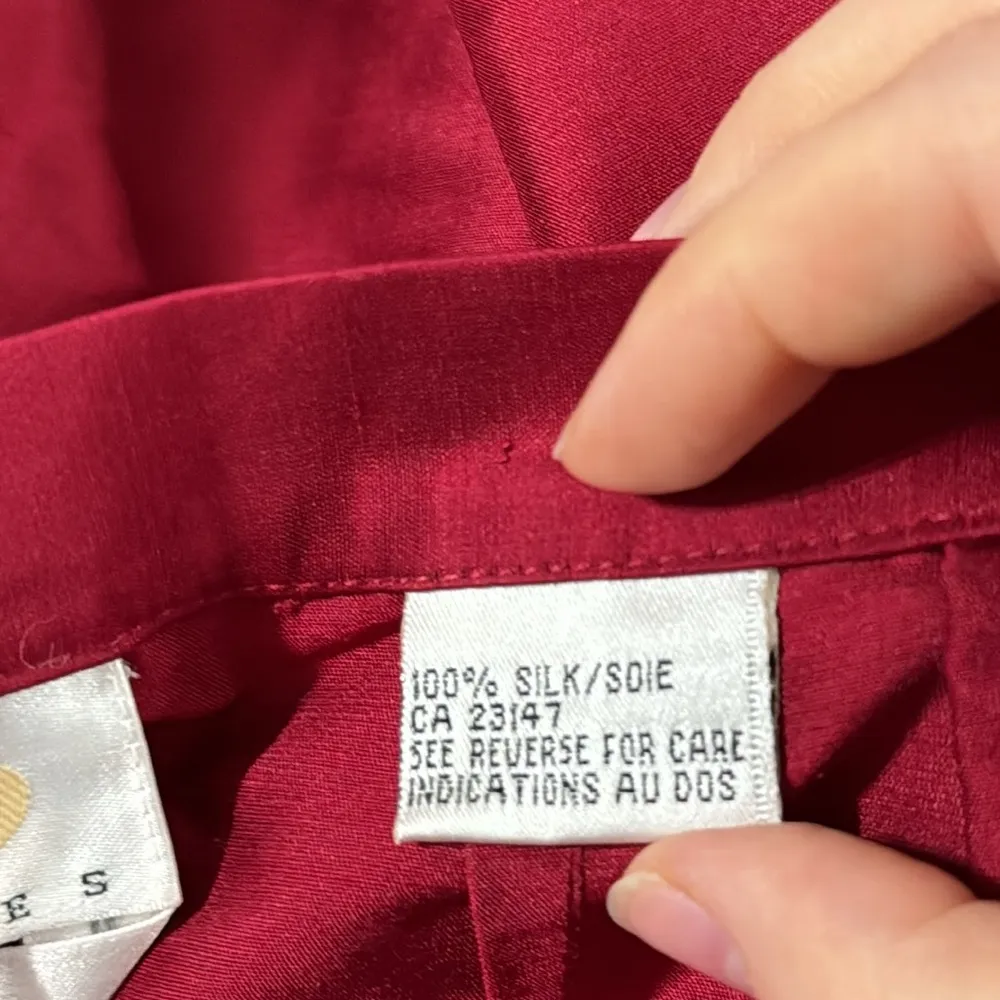 100% SILK/SOIE
CA 23147
SEE REVERSE FOR CARE
INDICATIONS AU DOS
E S